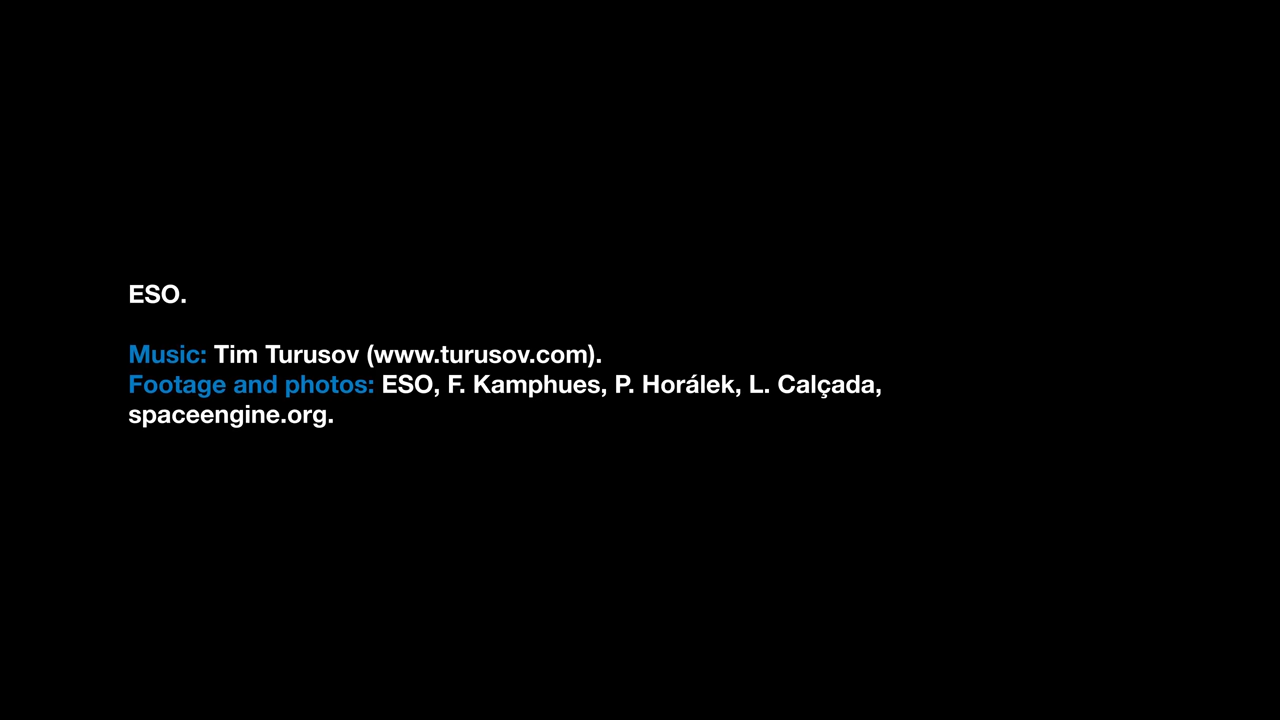 ESO.
Music: Tim Turusov (www.turusov.com).
Footage and photos: ESO, F. Kamphues, P. Horálek, L. Calçada,
spaceengine.org.